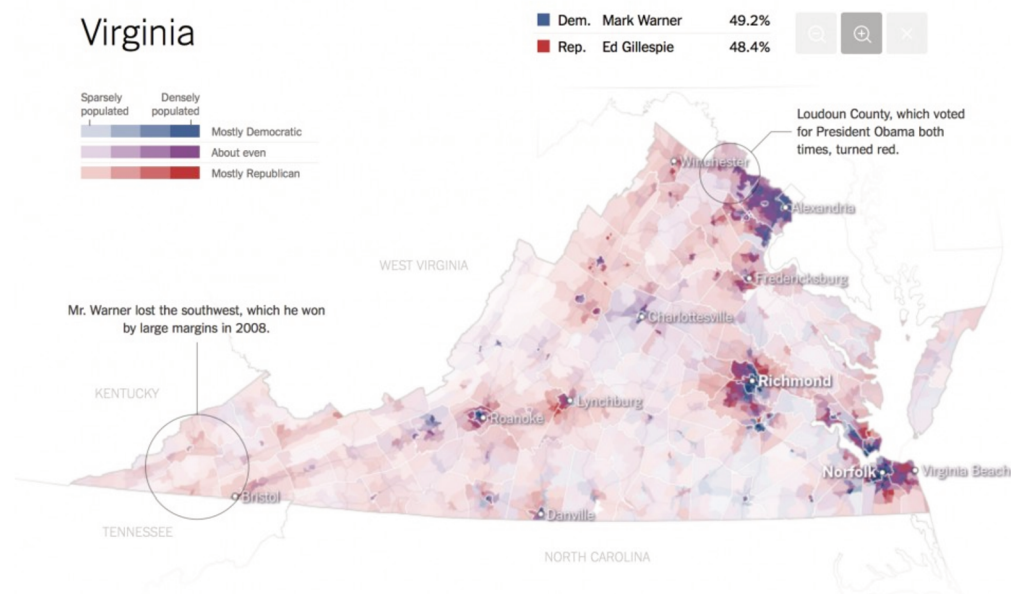 Virginia
Dem. Mark Warner 49.2%
Rep. Ed Gillespie 48.4%
Sparsely populated
Densely populated
Mostly Democratic
About even
Mostly Republican
Loudoun County, which voted
for President Obama both
times, turned red.
Winchester
Alexandria
WEST VIRGINIA
Fredericksburg
Mr. Warner lost the southwest, which he won
by large margins in 2008.
Charlottesville
KENTUCKY
Richmond
Lynchburg
Roanoke
Norfolk
Virginia Beach
Bristol
Danville
TENNESSEE
NORTH CAROLINA